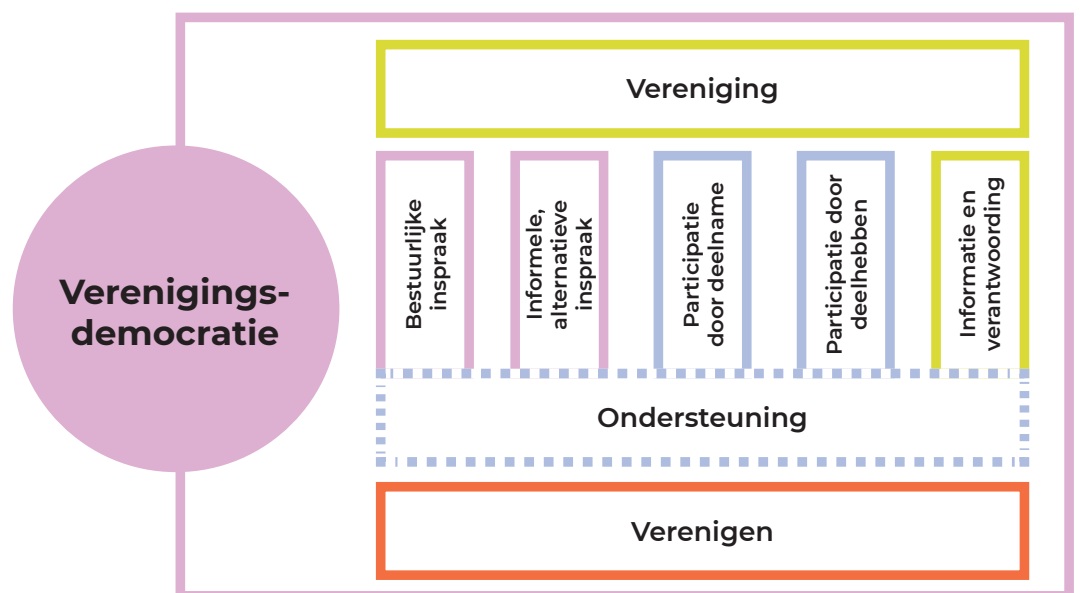 Vereniging
Verenigings-
democratie
Bestuurlijke
inspraak
Informele,
alternatieve
inspraak
Participatie
door deelname
Participatie door
deelhebben
Informatie en
verantwoording
Ondersteuning
Verenigen